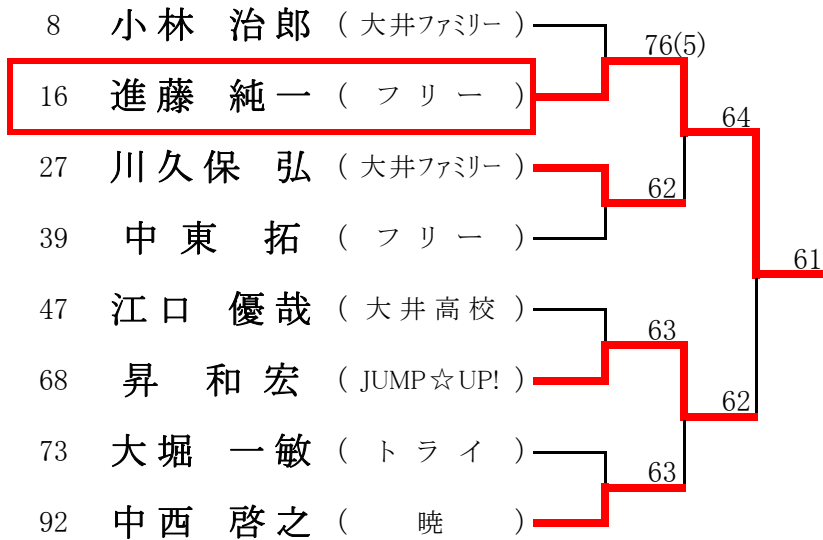 8 小林 治郎 (大井ファミリー)
76(5)
16 進藤 純一 (フリー)
64
27 川久保 弘 (大井ファミリー)
62
39 中東 拓 (フリー)
61
47 江口 優哉 (大井高校)
63
68 昇 和宏 (JUMP☆UP!)
62
73 大堀 一敏 (トライ)
63
92 中西 啓之 (暁)